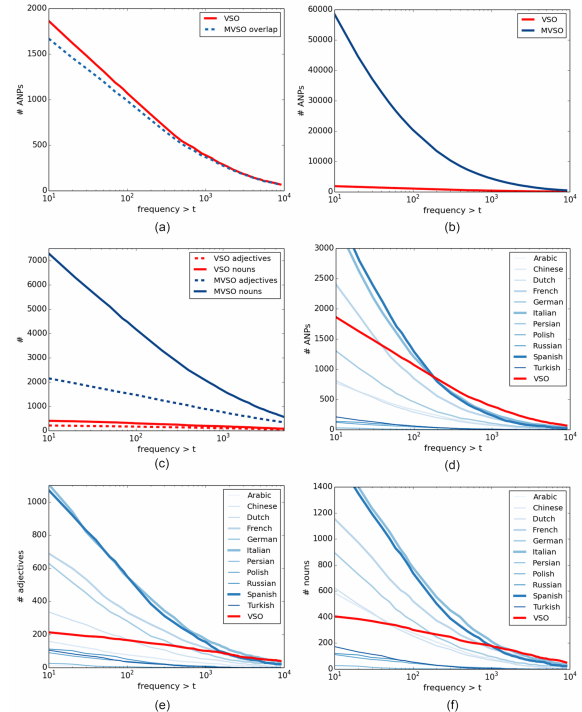 2000
1500
1000
500
0
# ANPs
VSO
MVSO overlap
10¹ 10² 10³ 10⁴
frequency > t
(a)
60000
50000
40000
30000
20000
10000
0
# ANPs
VSO
MVSO
10¹ 10² 10³ 10⁴
frequency > t
(b)
7000
6000
5000
4000
3000
2000
1000
0
#
VSO adjectives
VSO nouns
MVSO adjectives
MVSO nouns
10¹ 10² 10³
frequency > t
(c)
3000
2500
2000
1500
1000
500
0
# ANPs
Arabic
Chinese
Dutch
French
German
Italian
Persian
Polish
Russian
Spanish
Turkish
VSO
10¹ 10² 10³ 10⁴
frequency > t
(d)
1000
800
600
400
200
0
# adjectives
Arabic
Chinese
Dutch
French
German
Italian
Persian
Polish
Russian
Spanish
Turkish
VSO
10¹ 10² 10³ 10⁴
frequency > t
(e)
1400
1200
1000
800
600
400
200
0
# nouns
Arabic
Chinese
Dutch
French
German
Italian
Persian
Polish
Russian
Spanish
Turkish
VSO
10¹ 10² 10³ 10⁴
frequency > t
(f)